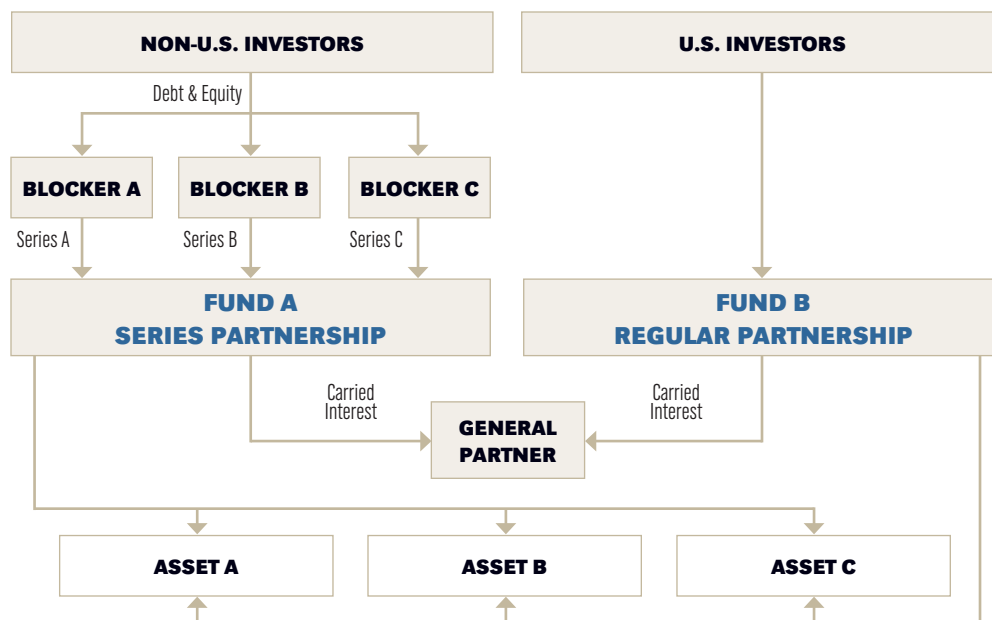 NON-U.S. INVESTORS
U.S. INVESTORS
Debt & Equity
BLOCKER A
BLOCKER B
BLOCKER C
Series A
Series B
Series C
FUND A
SERIES PARTNERSHIP
FUND B
REGULAR PARTNERSHIP
Carried
Interest
Carried
Interest
GENERAL
PARTNER
ASSET A
ASSET B
ASSET C